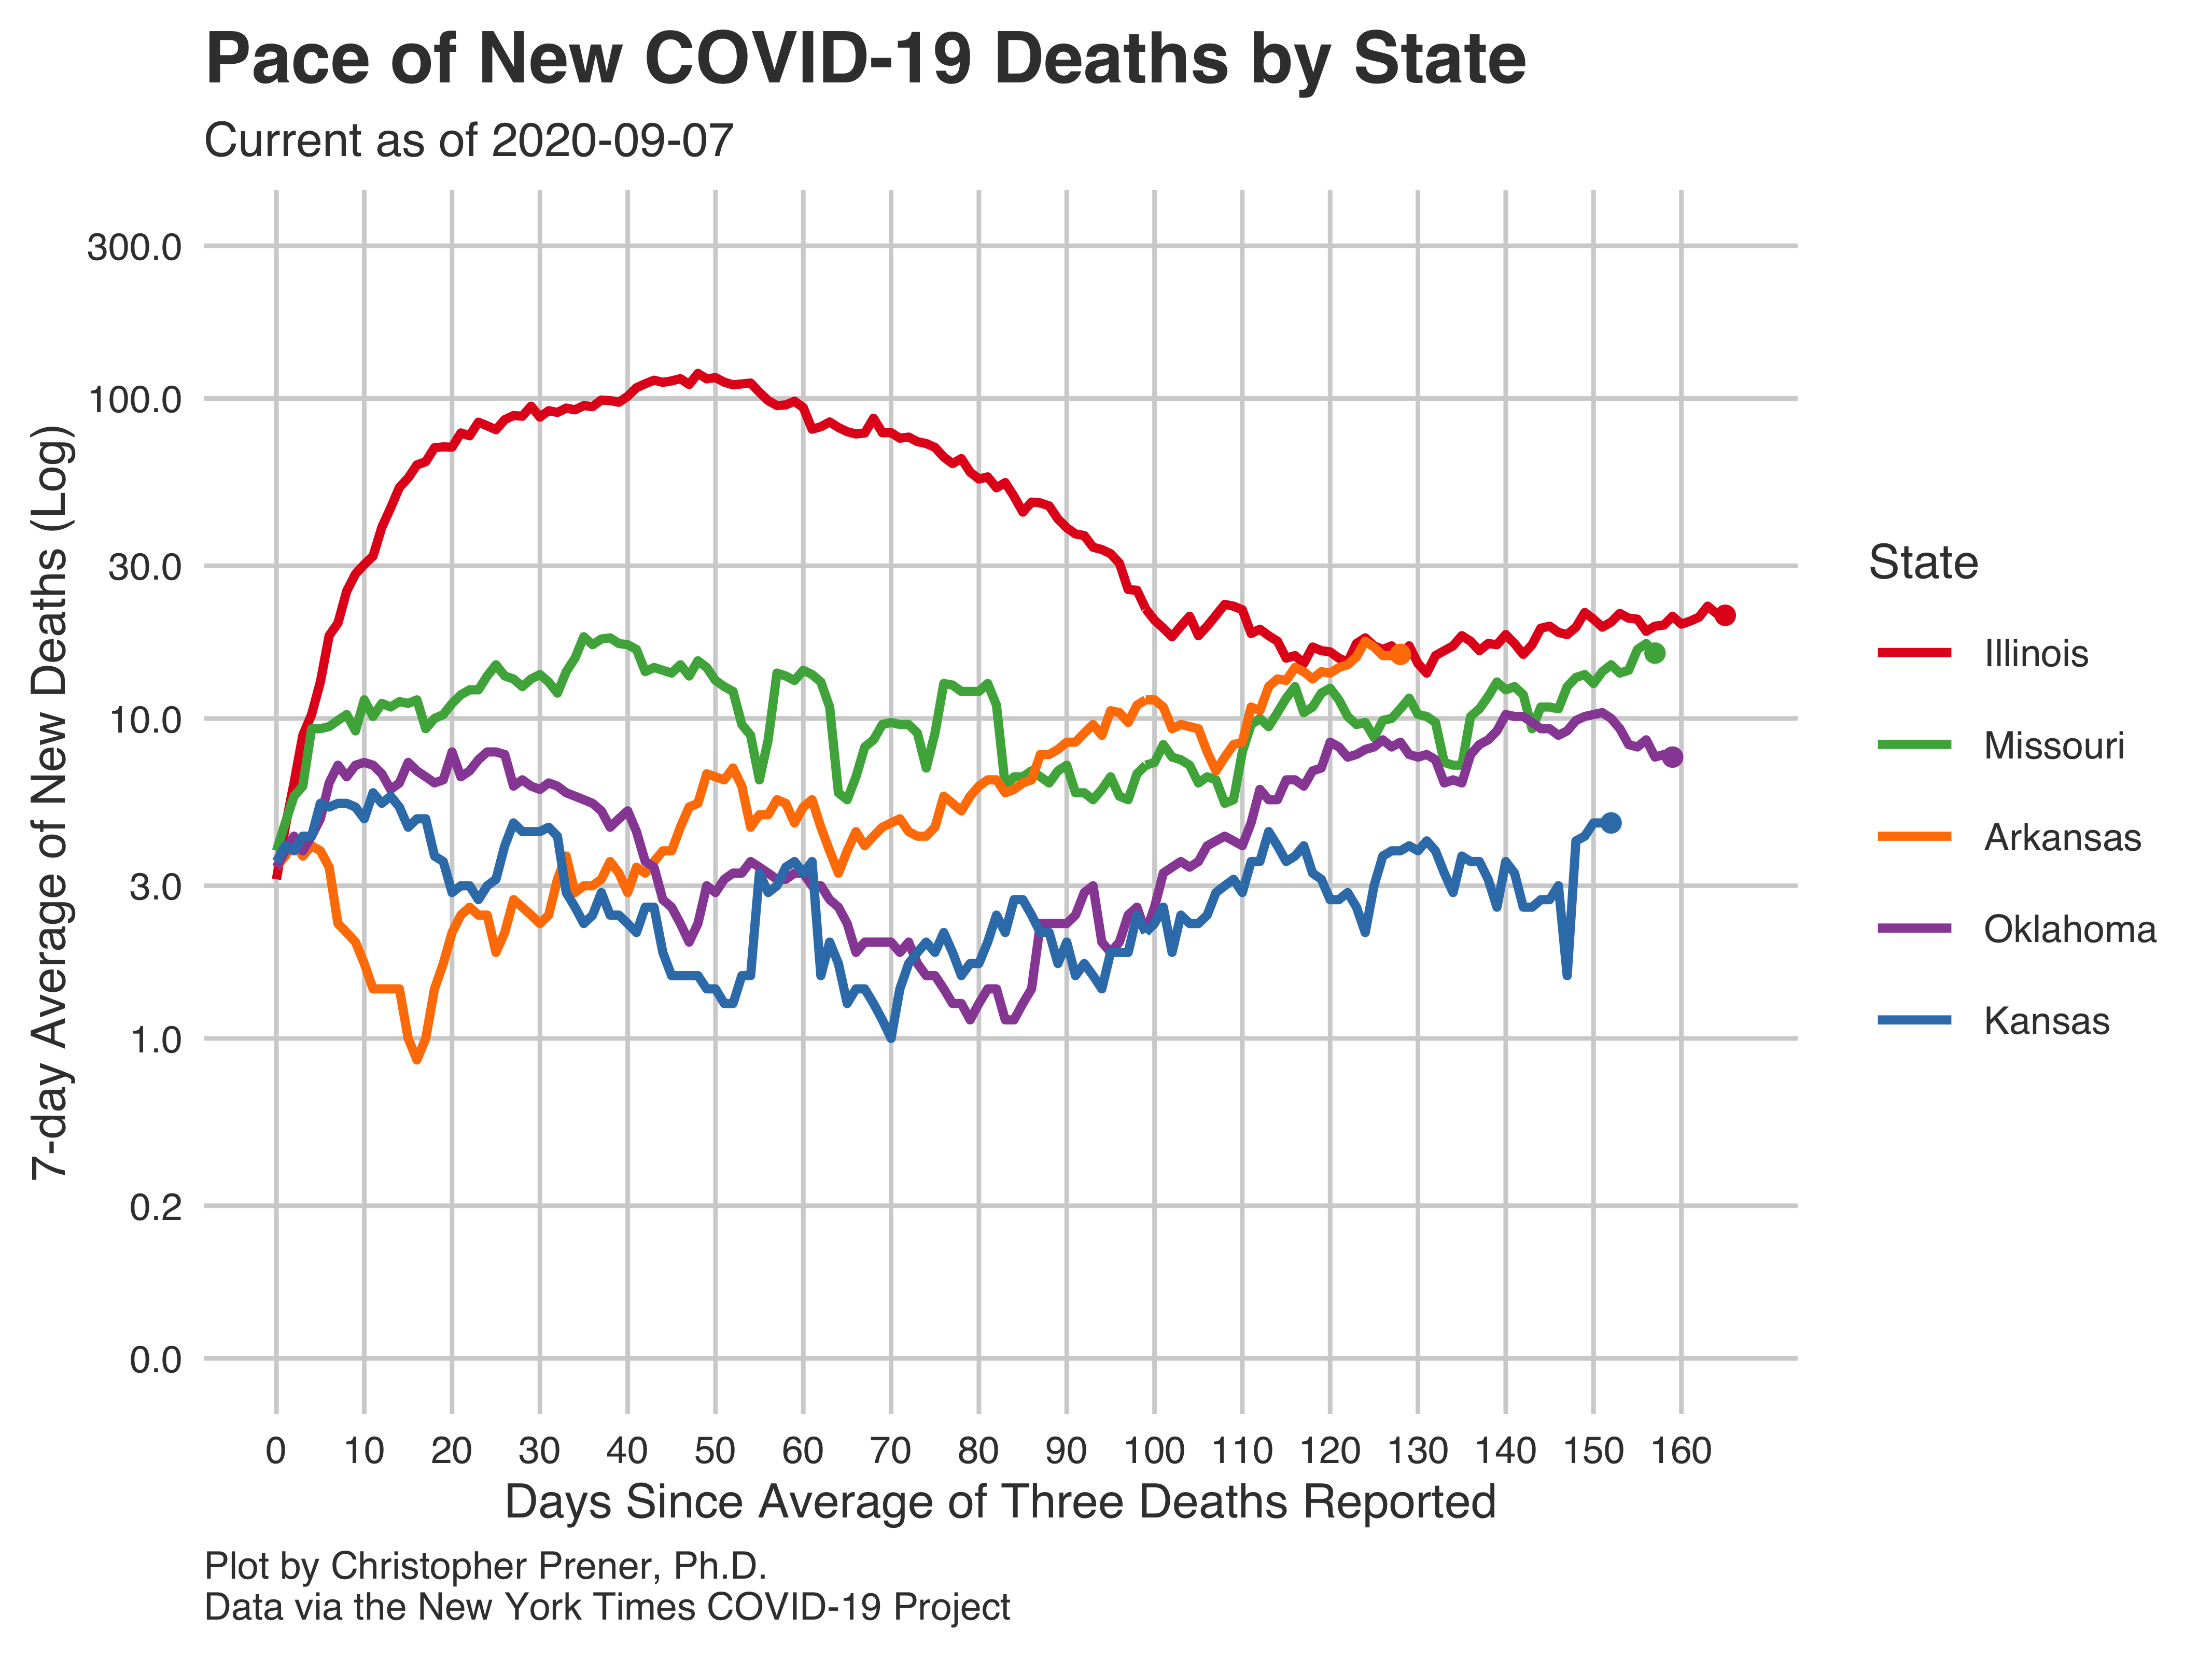 Pace of New COVID-19 Deaths by State
Current as of 2020-09-07
7-day Average of New Deaths (Log)
300.0
100.0
30.0
10.0
3.0
1.0
0.2
0.0
0 10 20 30 40 50 60 70 80 90 100 110 120 130 140 150 160
Days Since Average of Three Deaths Reported
State
Illinois
Missouri
Arkansas
Oklahoma
Kansas
Plot by Christopher Prener, Ph.D.
Data via the New York Times COVID-19 Project